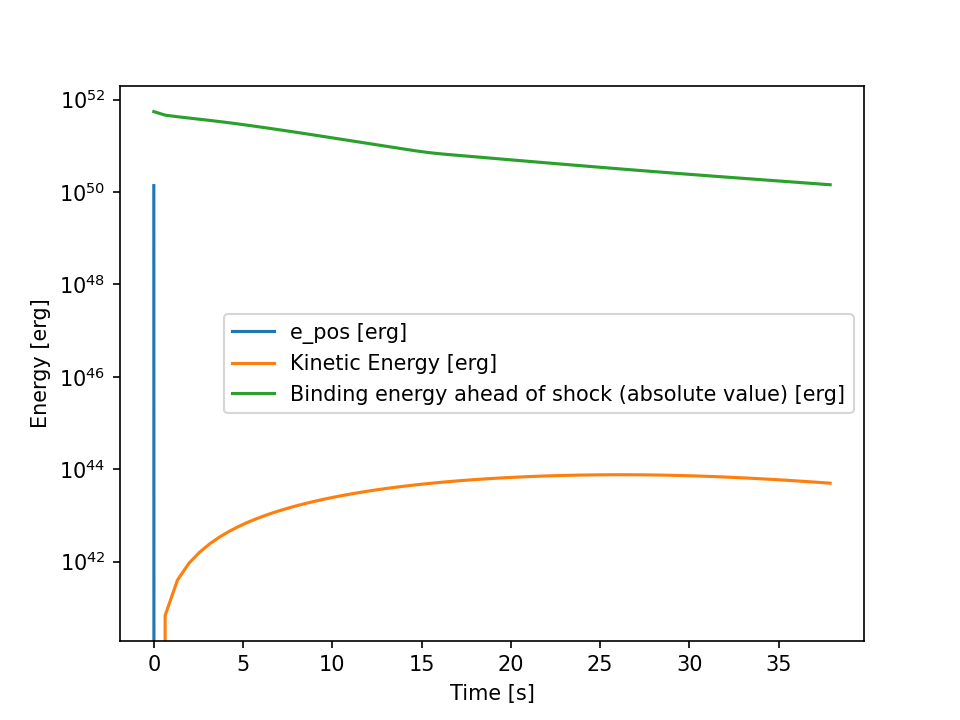 10^52
10^50
10^48
10^46
10^44
10^42
Energy [erg]
e_pos [erg]
Kinetic Energy [erg]
Binding energy ahead of shock (absolute value) [erg]
0 5 10 15 20 25 30 35
Time [s]